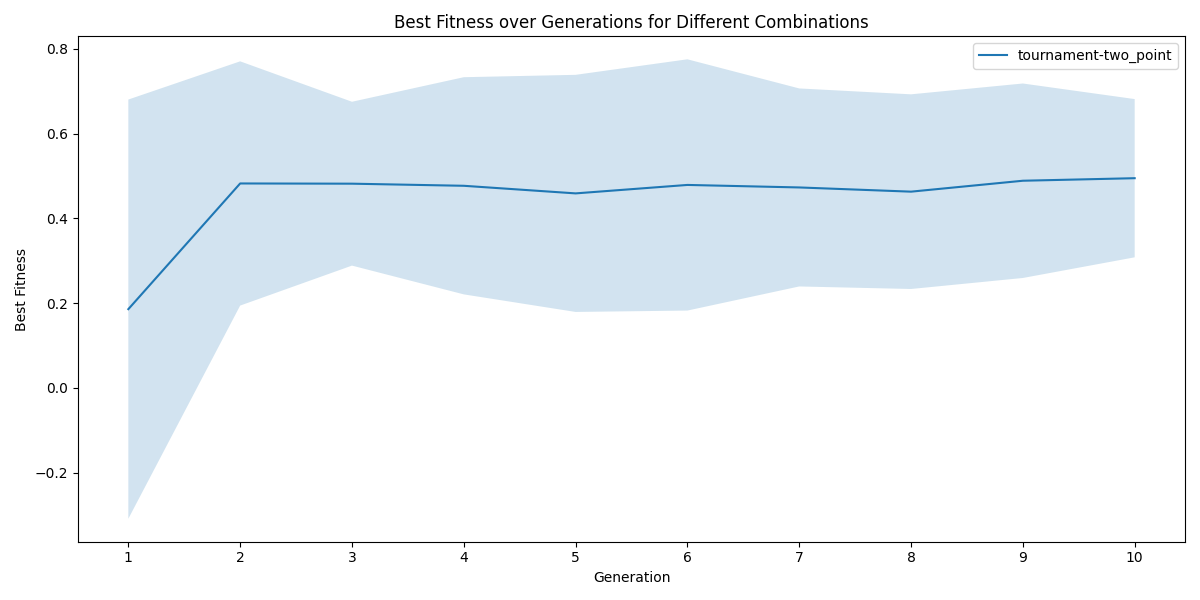 Best Fitness over Generations for Different Combinations
tournament-two_point
Best Fitness
0.8
0.6
0.4
0.2
0.0
−0.2
1 2 3 4 5 6 7 8 9 10
Generation